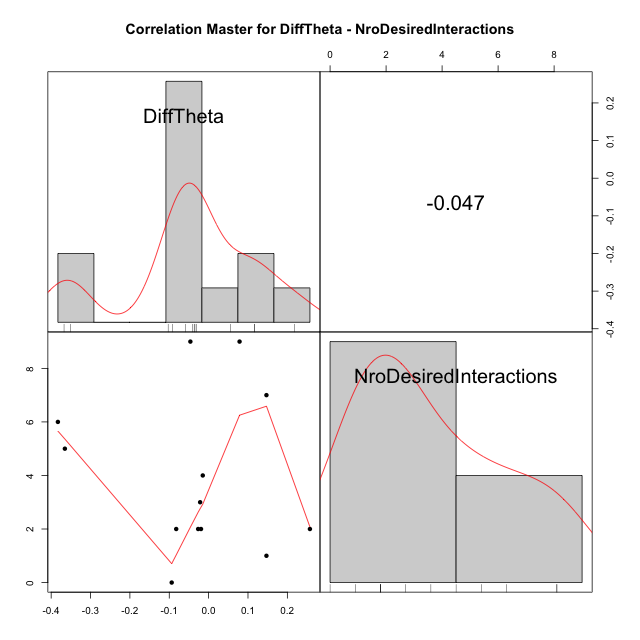 Correlation Master for DiffTheta - NroDesiredInteractions
0 2 4 6 8
DiffTheta
-0.047
0.2
0.1
0.0
-0.1
-0.2
-0.3
-0.4
NroDesiredInteractions
8
6
4
2
0
-0.4 -0.3 -0.2 -0.1 0.0 0.1 0.2